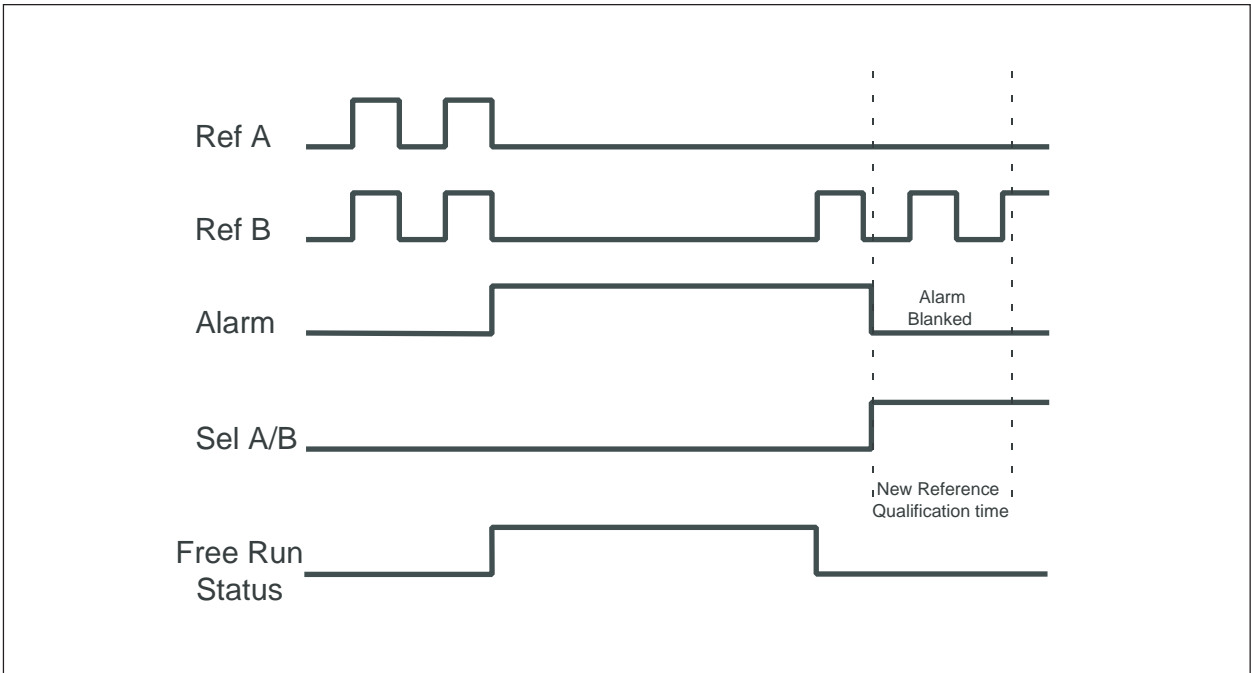 Ref A
Ref B
Alarm
Alarm
Blanked
Sel A/B
New Reference
Qualification time
Free Run
Status